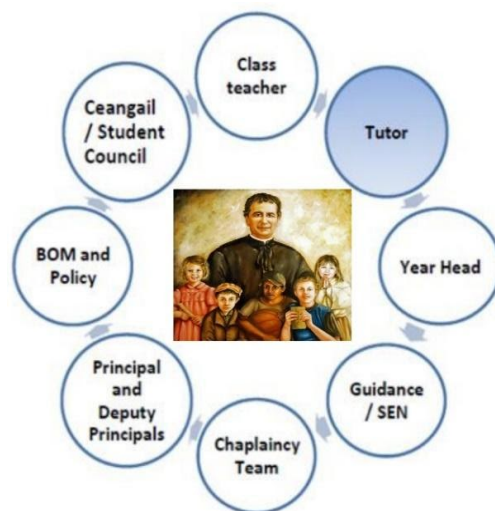 Class
teacher
Tutor
Year Head
Guidance
/ SEN
Chaplaincy
Team
Principal
and
Deputy
Principals
BOM and
Policy
Ceangail
/ Student
Council